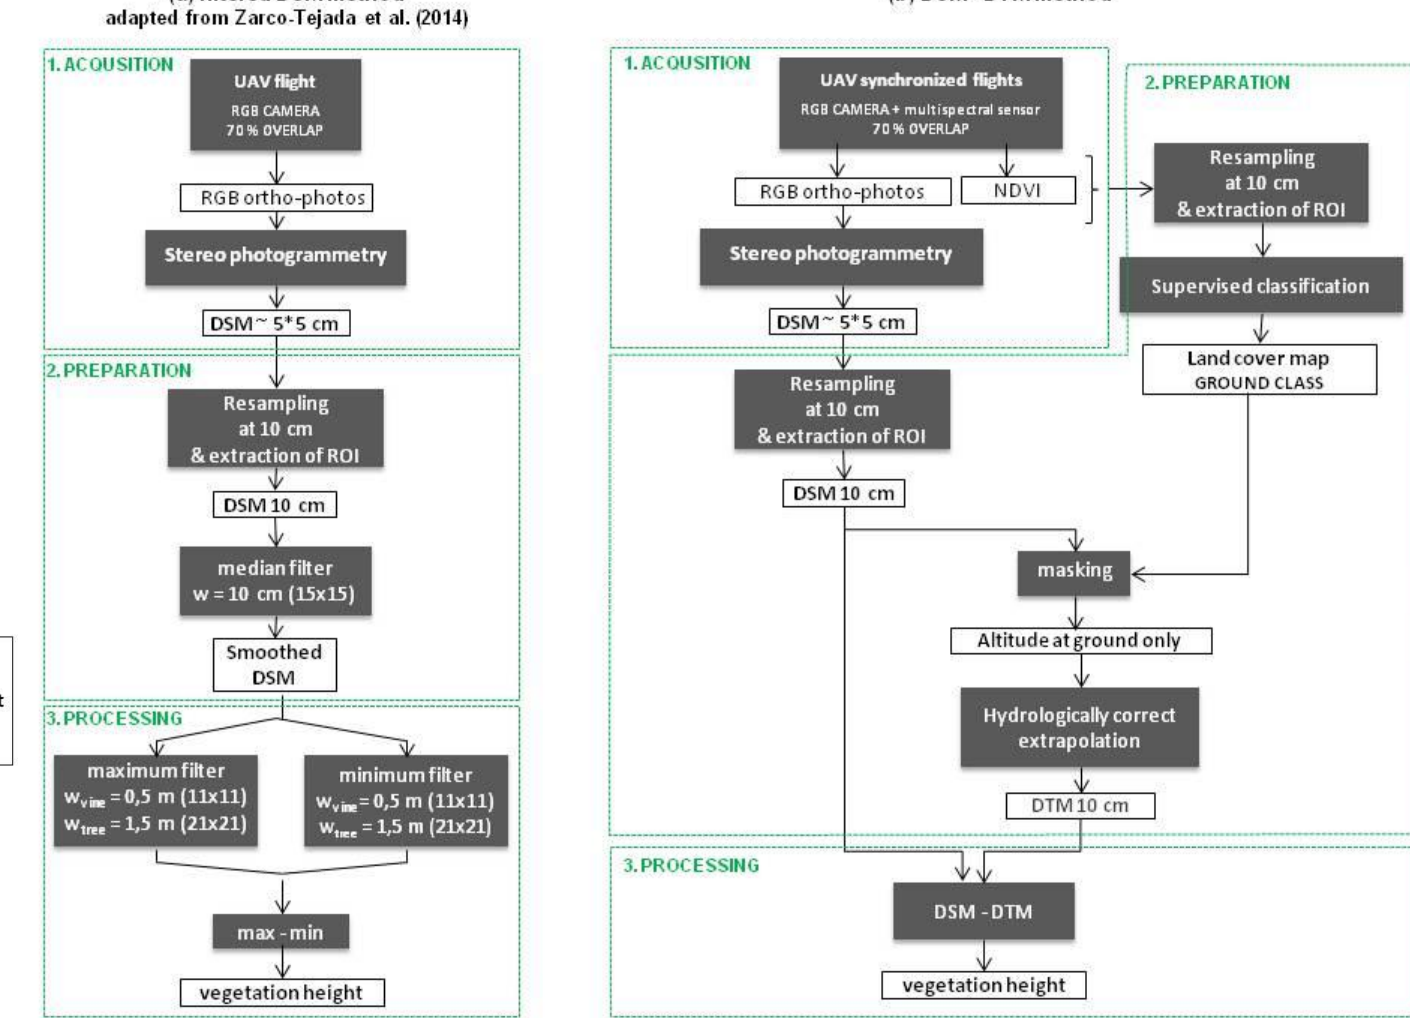 adapted from Zarco-Tejada et al. (2014)
1. ACQUSITION
UAV flight
RGB CAMERA
70 % OVERLAP
RGB ortho-photos
Stereo photogrammetry
DSM ~ 5*5 cm
2. PREPARATION
Resampling
at 10 cm
& extraction of ROI
DSM 10 cm
median filter
w = 10 cm (15x15)
Smoothed
DSM
3. PROCESSING
maximum filter
wvine = 0,5 m (11x11)
wtree = 1,5 m (21x21)
minimum filter
wvine = 0,5 m (11x11)
wtree = 1,5 m (21x21)
max - min
vegetation height
1. ACQUSITION
UAV synchronized flights
RGB CAMERA + multispectral sensor
70 % OVERLAP
RGB ortho-photos
NDVI
Stereo photogrammetry
DSM ~ 5*5 cm
2. PREPARATION
Resampling
at 10 cm
& extraction of ROI
Supervised classification
Land cover map
GROUND CLASS
Resampling
at 10 cm
& extraction of ROI
DSM 10 cm
masking
Altitude at ground only
Hydrologically correct
extrapolation
DTM 10 cm
3. PROCESSING
DSM - DTM
vegetation height